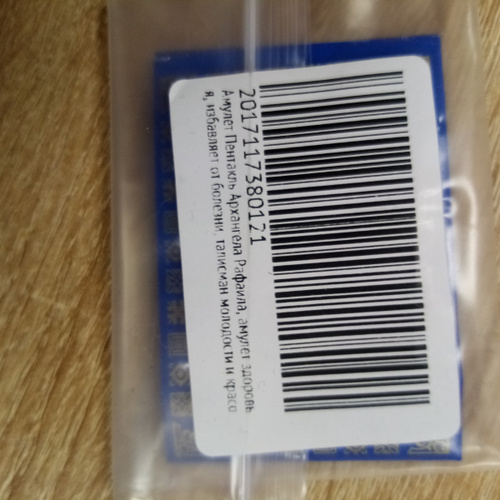 2017117380121
Амулет Пентакль Архангела Рафаила, амулет здоровь
я, избавляет от болезни, талисман молодости и красо